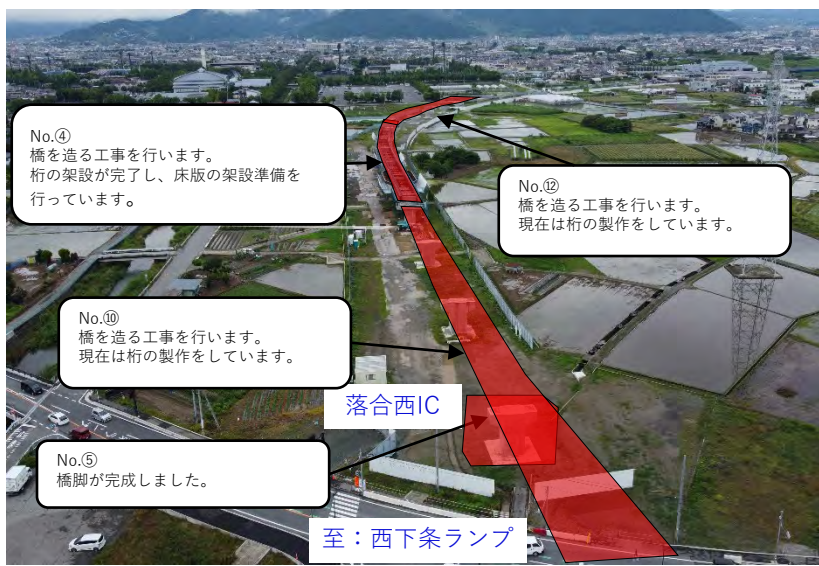 No.④
橋を造る工事を行います。
桁の架設が完了し、床版の架設準備を
行っています。
No.⑫
橋を造る工事を行います。
現在は桁の製作をしています。
No.⑩
橋を造る工事を行います。
現在は桁の製作をしています。
落合西IC
No.⑤
橋脚が完成しました。
至：西下条ランプ